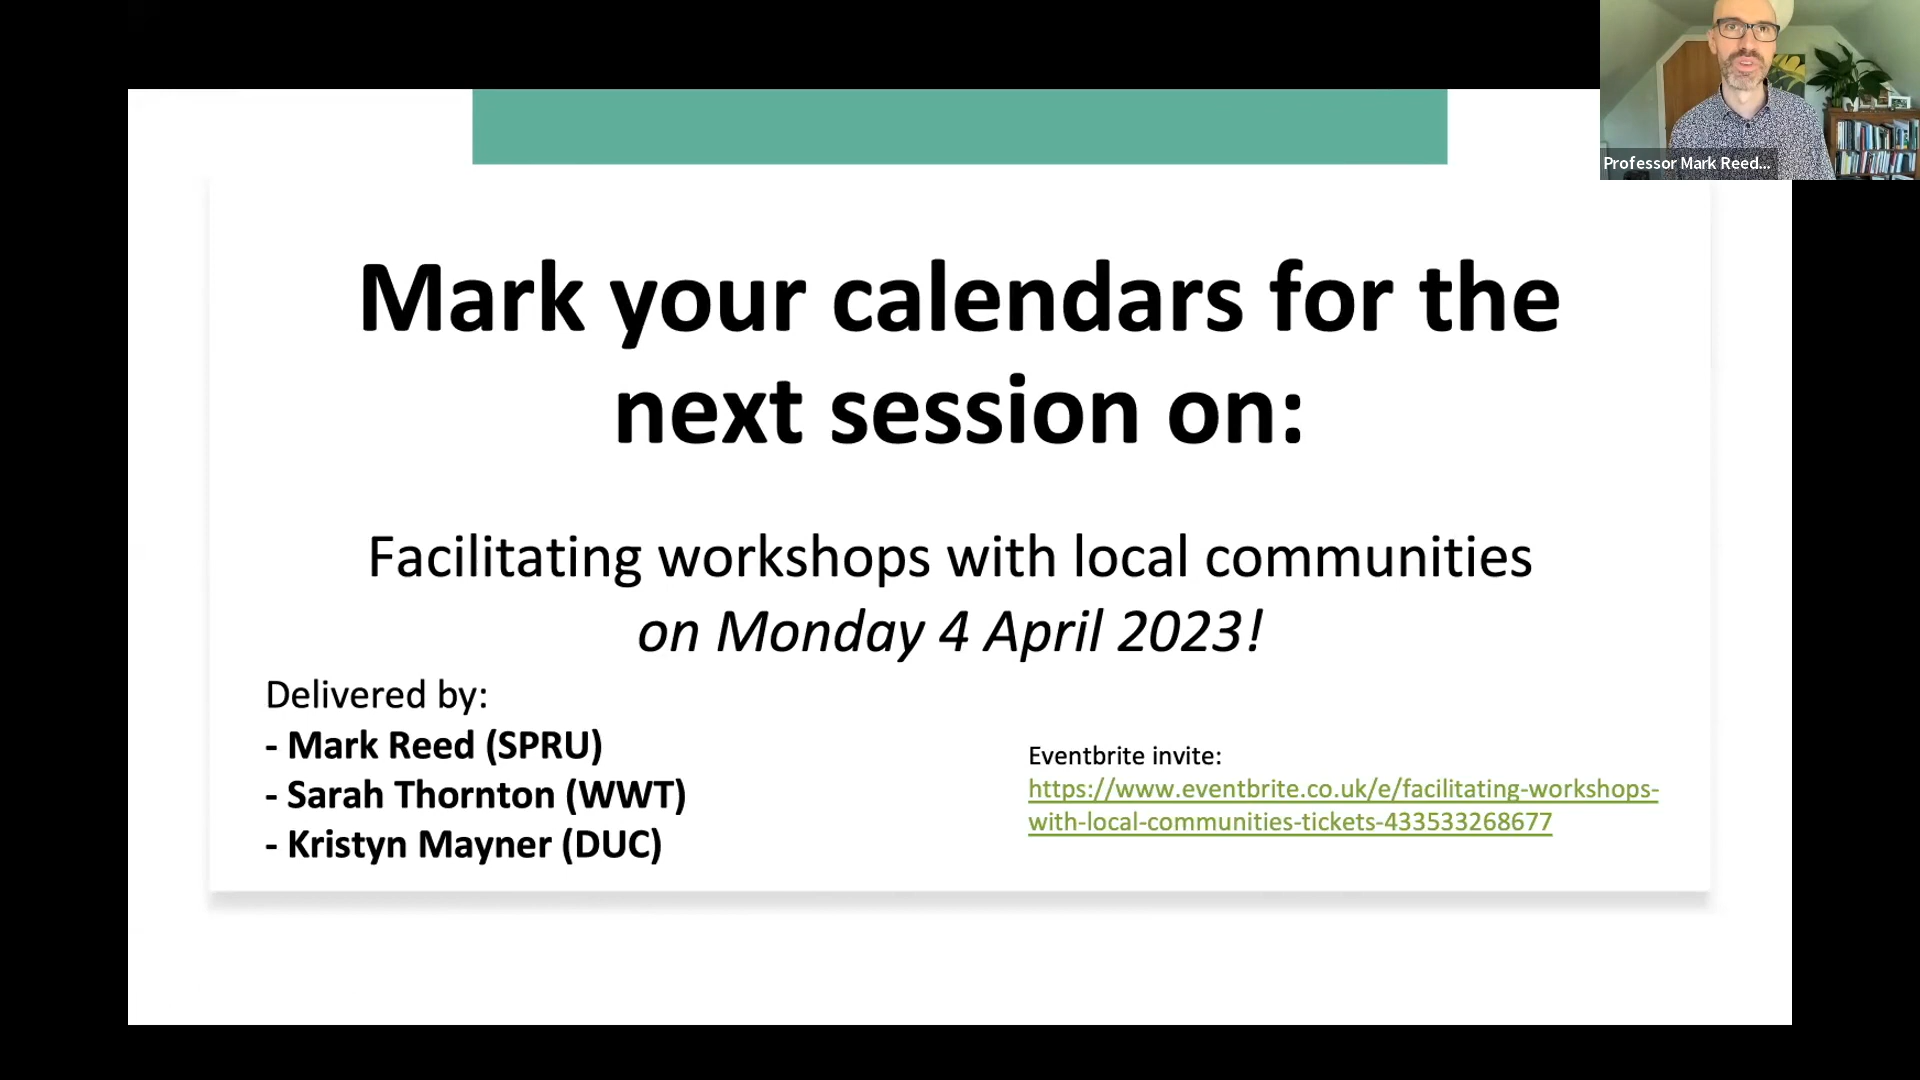 Professor Mark Reed...
Mark your calendars for the
next session on:
Facilitating workshops with local communities
on Monday 4 April 2023!
Delivered by:
- Mark Reed (SPRU)
- Sarah Thornton (WWT)
- Kristyn Mayner (DUC)
Eventbrite invite:
https://www.eventbrite.co.uk/e/facilitating-workshops-
with-local-communities-tickets-433533268677